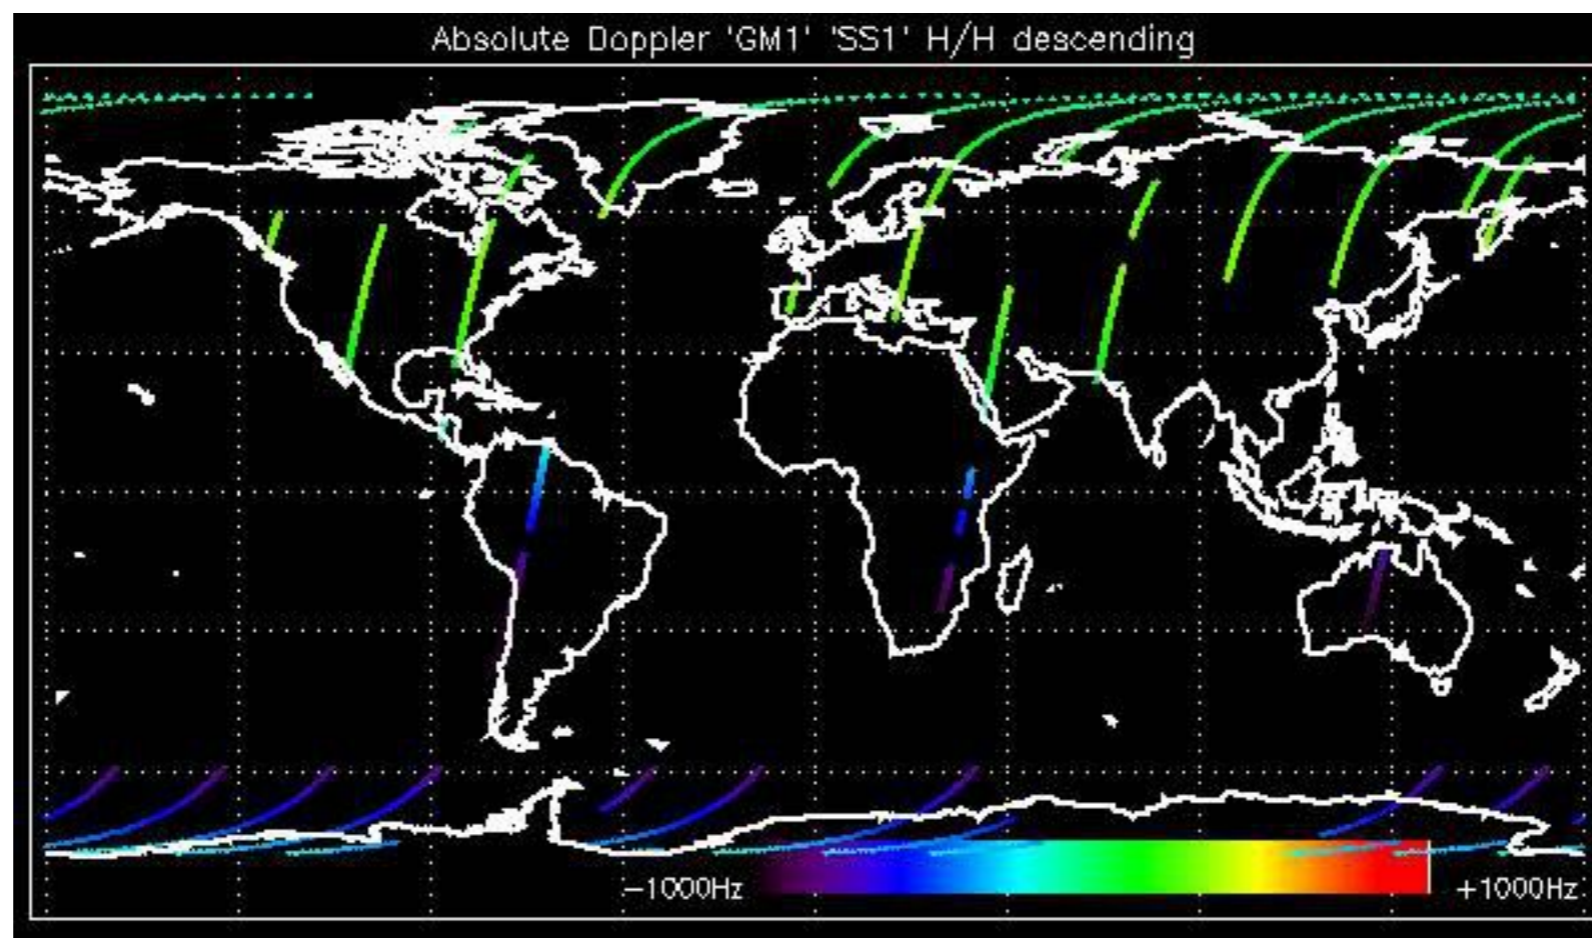 Absolute Doppler 'GM1' 'SS1' H/H descending
-1000Hz +1000Hz